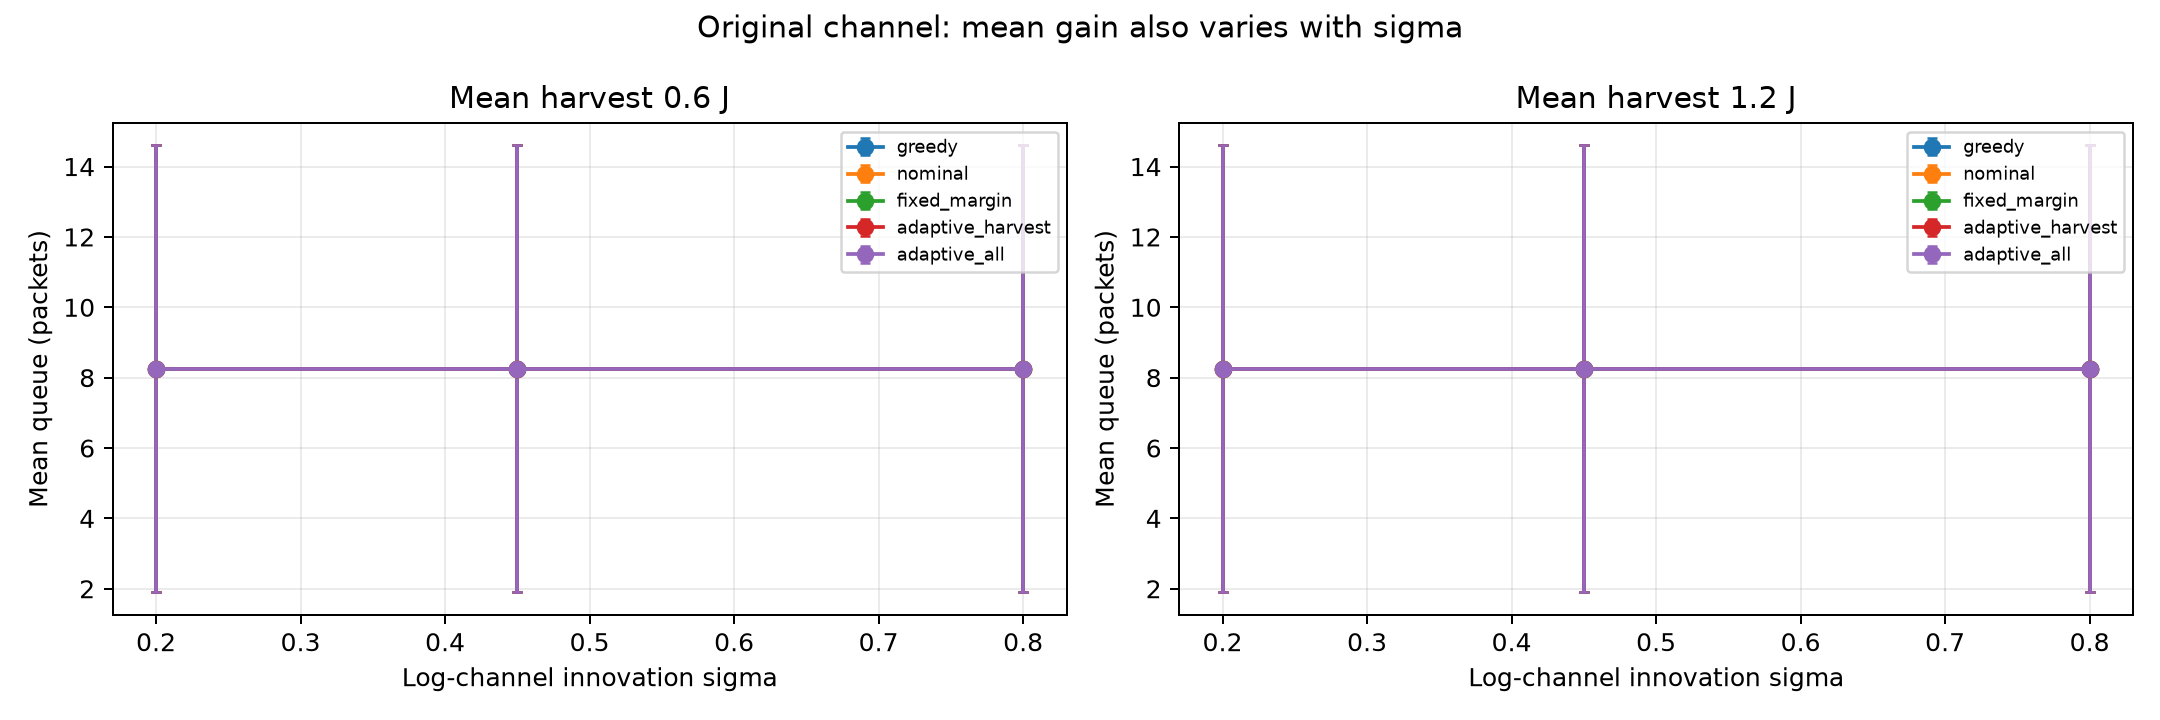 Original channel: mean gain also varies with sigma
Mean harvest 0.6 J
Mean queue (packets)
14
12
10
8
6
4
2
0.2 0.3 0.4 0.5 0.6 0.7 0.8
Log-channel innovation sigma
greedy
nominal
fixed_margin
adaptive_harvest
adaptive_all
Mean harvest 1.2 J
Mean queue (packets)
14
12
10
8
6
4
2
0.2 0.3 0.4 0.5 0.6 0.7 0.8
Log-channel innovation sigma
greedy
nominal
fixed_margin
adaptive_harvest
adaptive_all